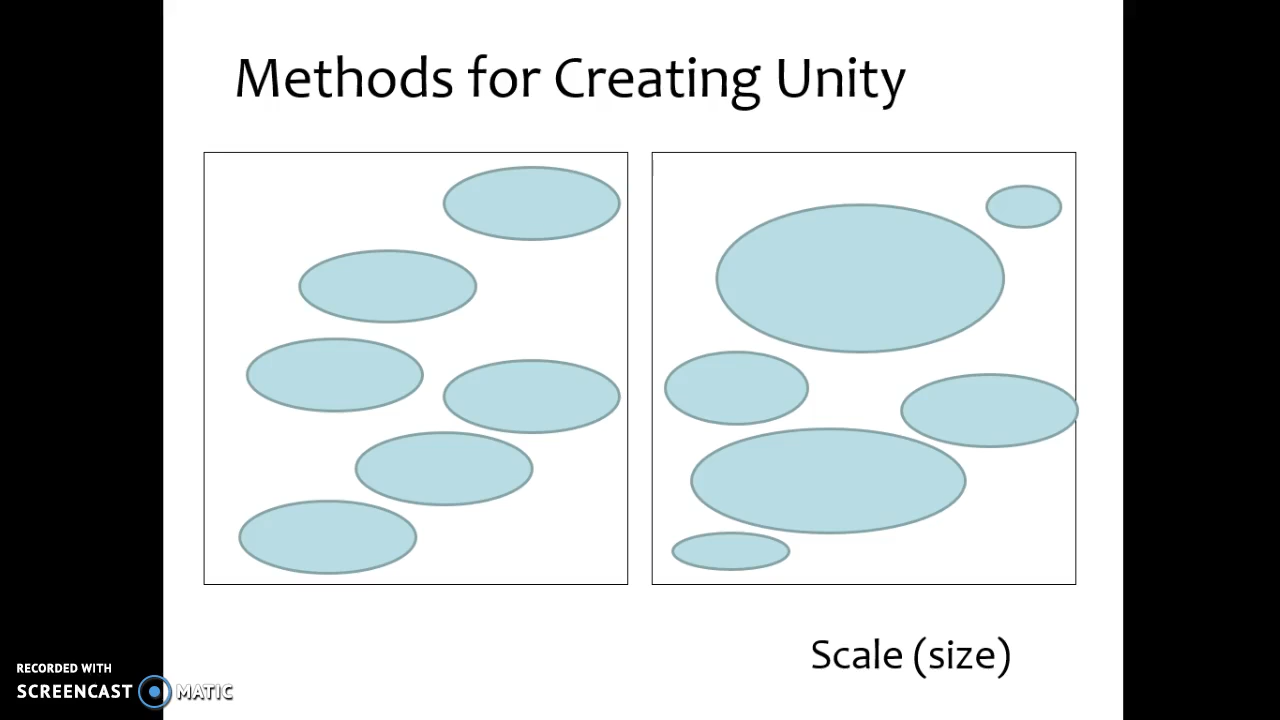 Methods for Creating Unity
Scale (size)
RECORDED WITH
SCREENCAST MATIC